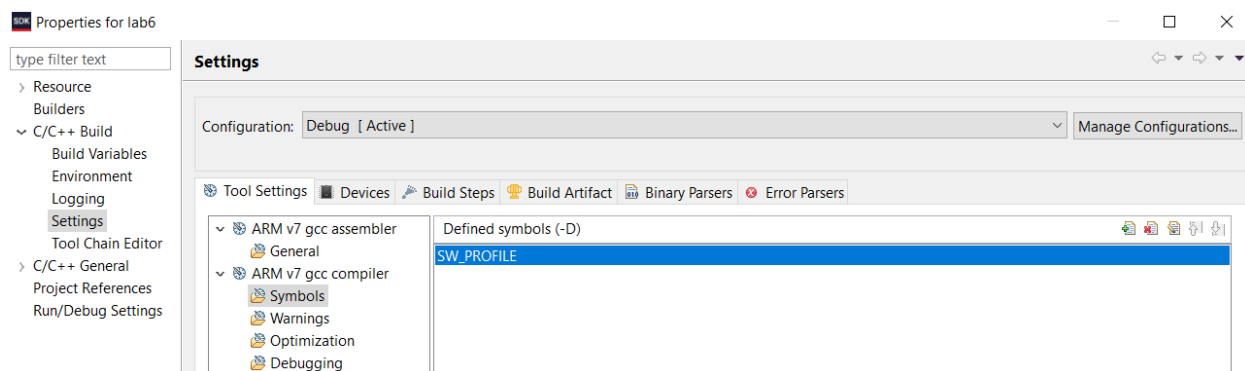 SDK Properties for lab6
type filter text
Settings
Resource
Builders
C/C++ Build
Build Variables
Environment
Logging
Settings
Tool Chain Editor
C/C++ General
Project References
Run/Debug Settings
Configuration: Debug [ Active ] Manage Configurations...
Tool Settings Devices Build Steps Build Artifact 010 Binary Parsers Error Parsers
ARM v7 gcc assembler
General
ARM v7 gcc compiler
Symbols
Warnings
Optimization
Debugging
Defined symbols (-D)
SW_PROFILE